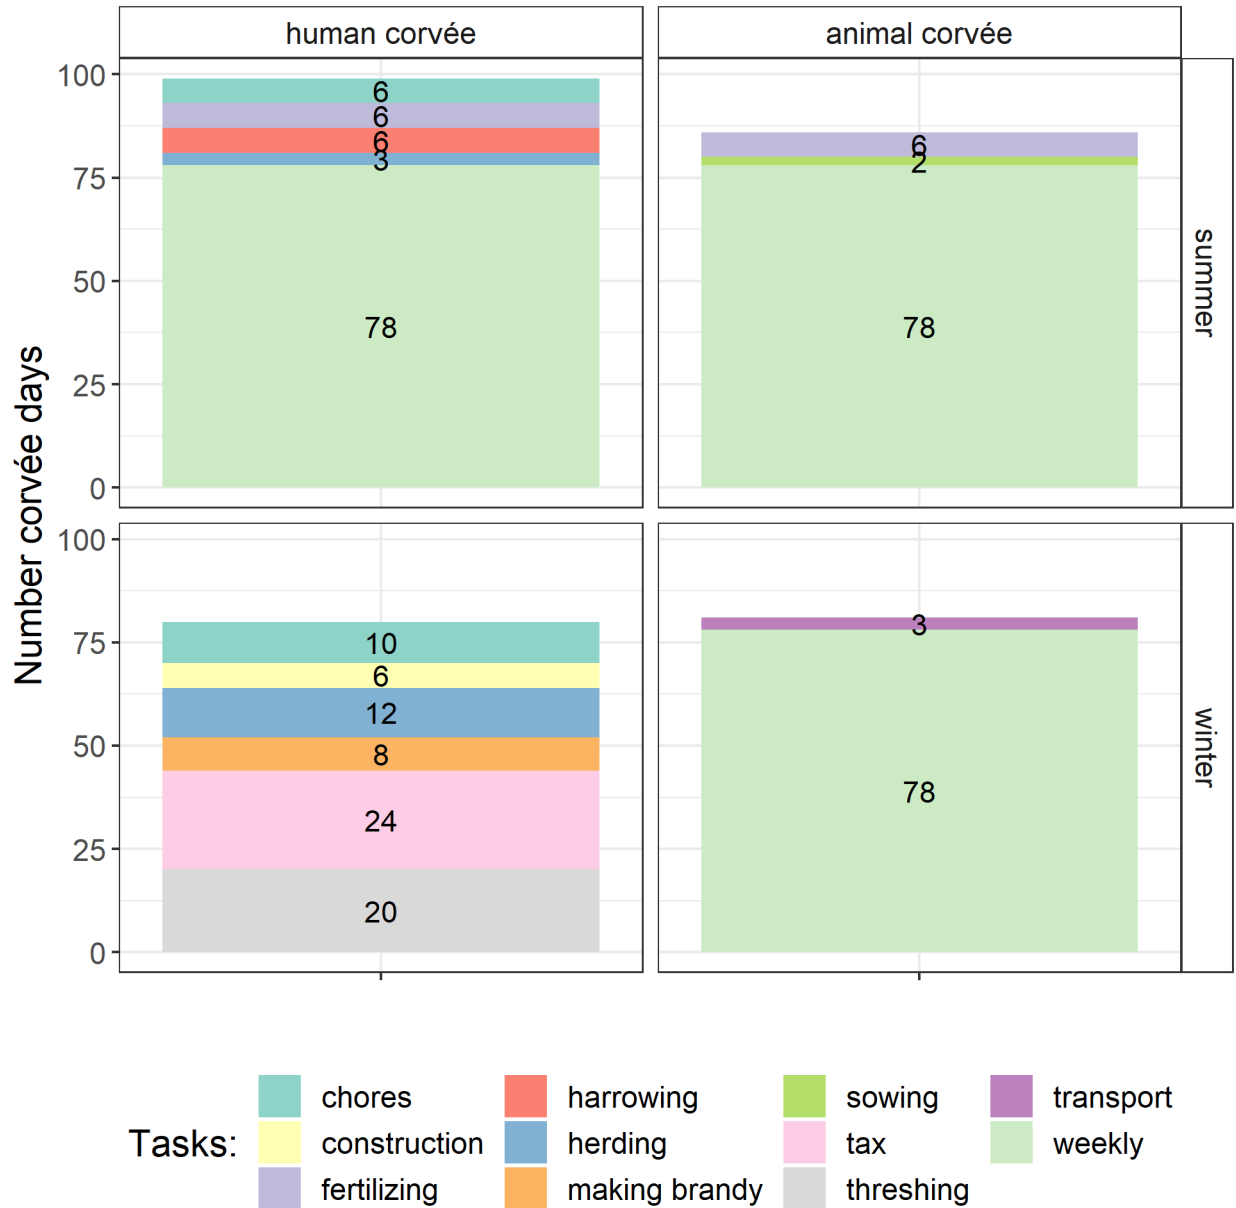 human corvée
animal corvée
Number corvée days
100
75
50
25
0
6
6
6
3
78
6
2
78
summer
100
75
50
25
0
10
6
12
8
24
20
3
78
winter
Tasks:
chores
harrowing
sowing
transport
construction
herding
tax
weekly
fertilizing
making brandy
threshing